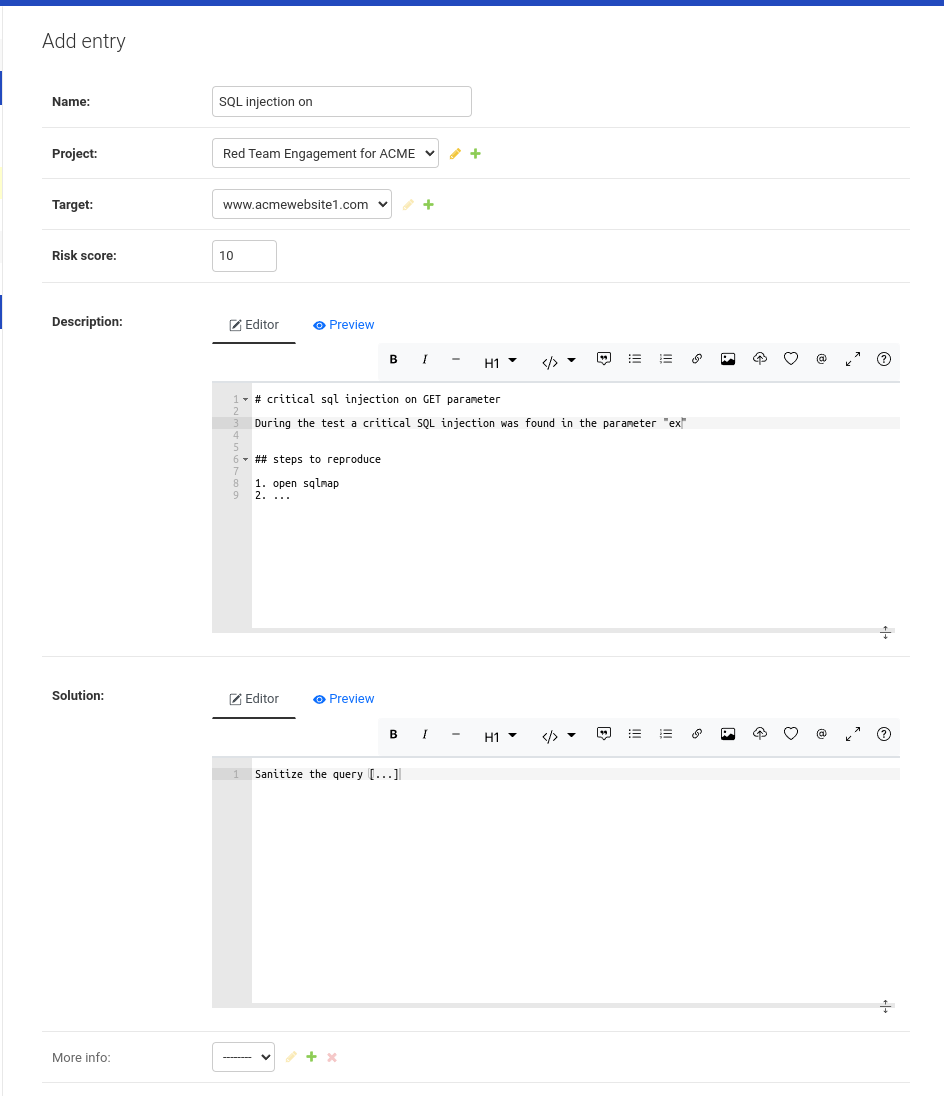 Add entry
Name: SQL injection on
Project: Red Team Engagement for ACME
Target: www.acmewebsite1.com
Risk score: 10
Description: Editor Preview
B I – H1 </> @ ?
1 # critical sql injection on GET parameter
2
3 During the test a critical SQL injection was found in the parameter "ex"
4
5
6 ## steps to reproduce
7
8 1. open sqlmap
9 2. ...
Solution: Editor Preview
B I – H1 </> @ ?
1 Sanitize the query [...]
More info: --------